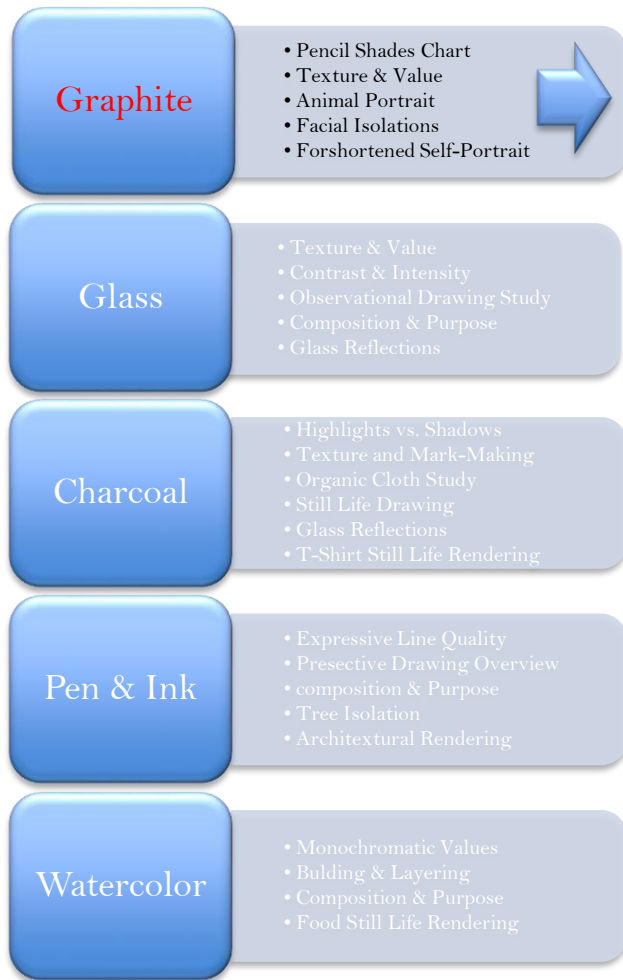 Graphite
• Pencil Shades Chart
• Texture & Value
• Animal Portrait
• Facial Isolations
• Forshortened Self-Portrait
Glass
• Texture & Value
• Contrast & Intensity
• Observational Drawing Study
• Composition & Purpose
• Glass Reflections
Charcoal
• Highlights vs. Shadows
• Texture and Mark-Making
• Organic Cloth Study
• Still Life Drawing
• Glass Reflections
• T-Shirt Still Life Rendering
Pen & Ink
• Expressive Line Quality
• Presective Drawing Overview
• composition & Purpose
• Tree Isolation
• Architextural Rendering
Watercolor
• Monochromatic Values
• Bulding & Layering
• Composition & Purpose
• Food Still Life Rendering